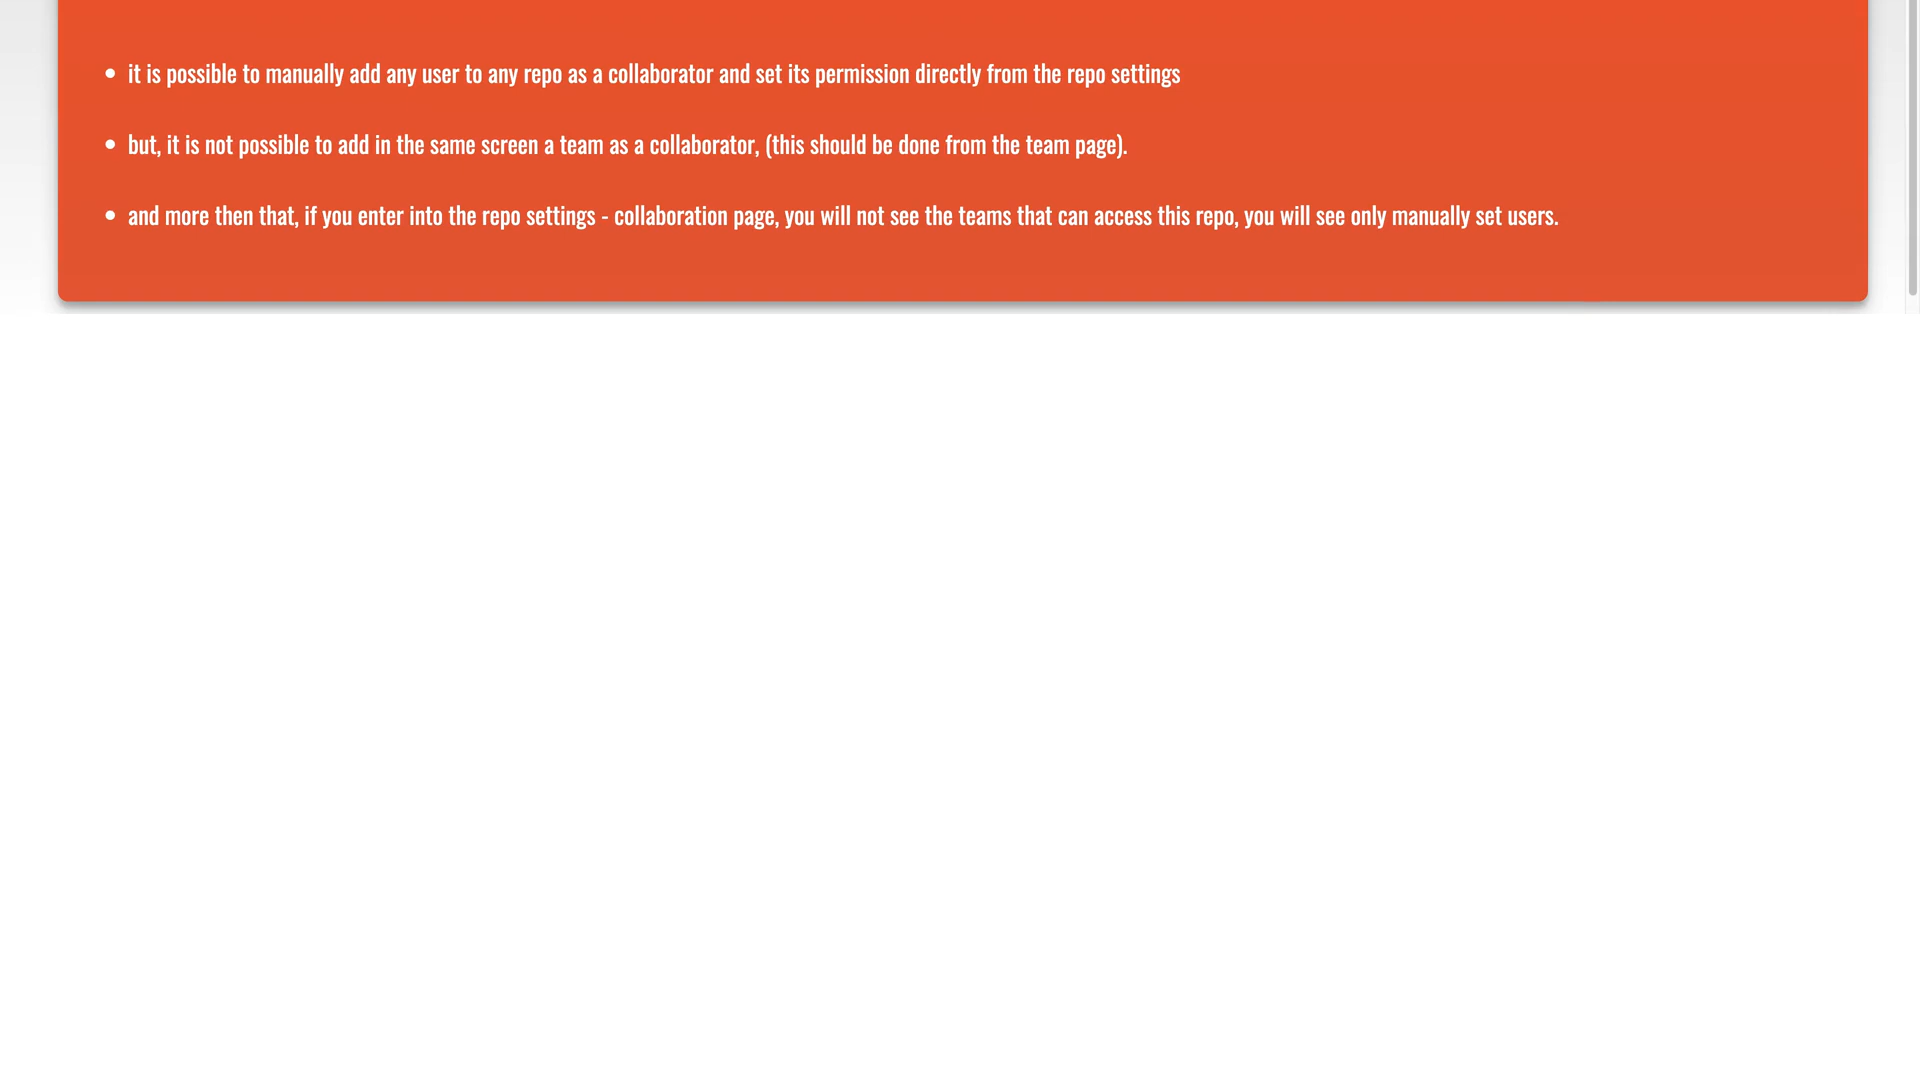 • it is possible to manually add any user to any repo as a collaborator and set its permission directly from the repo settings
• but, it is not possible to add in the same screen a team as a collaborator, (this should be done from the team page).
• and more then that, if you enter into the repo settings - collaboration page, you will not see the teams that can access this repo, you will see only manually set users.